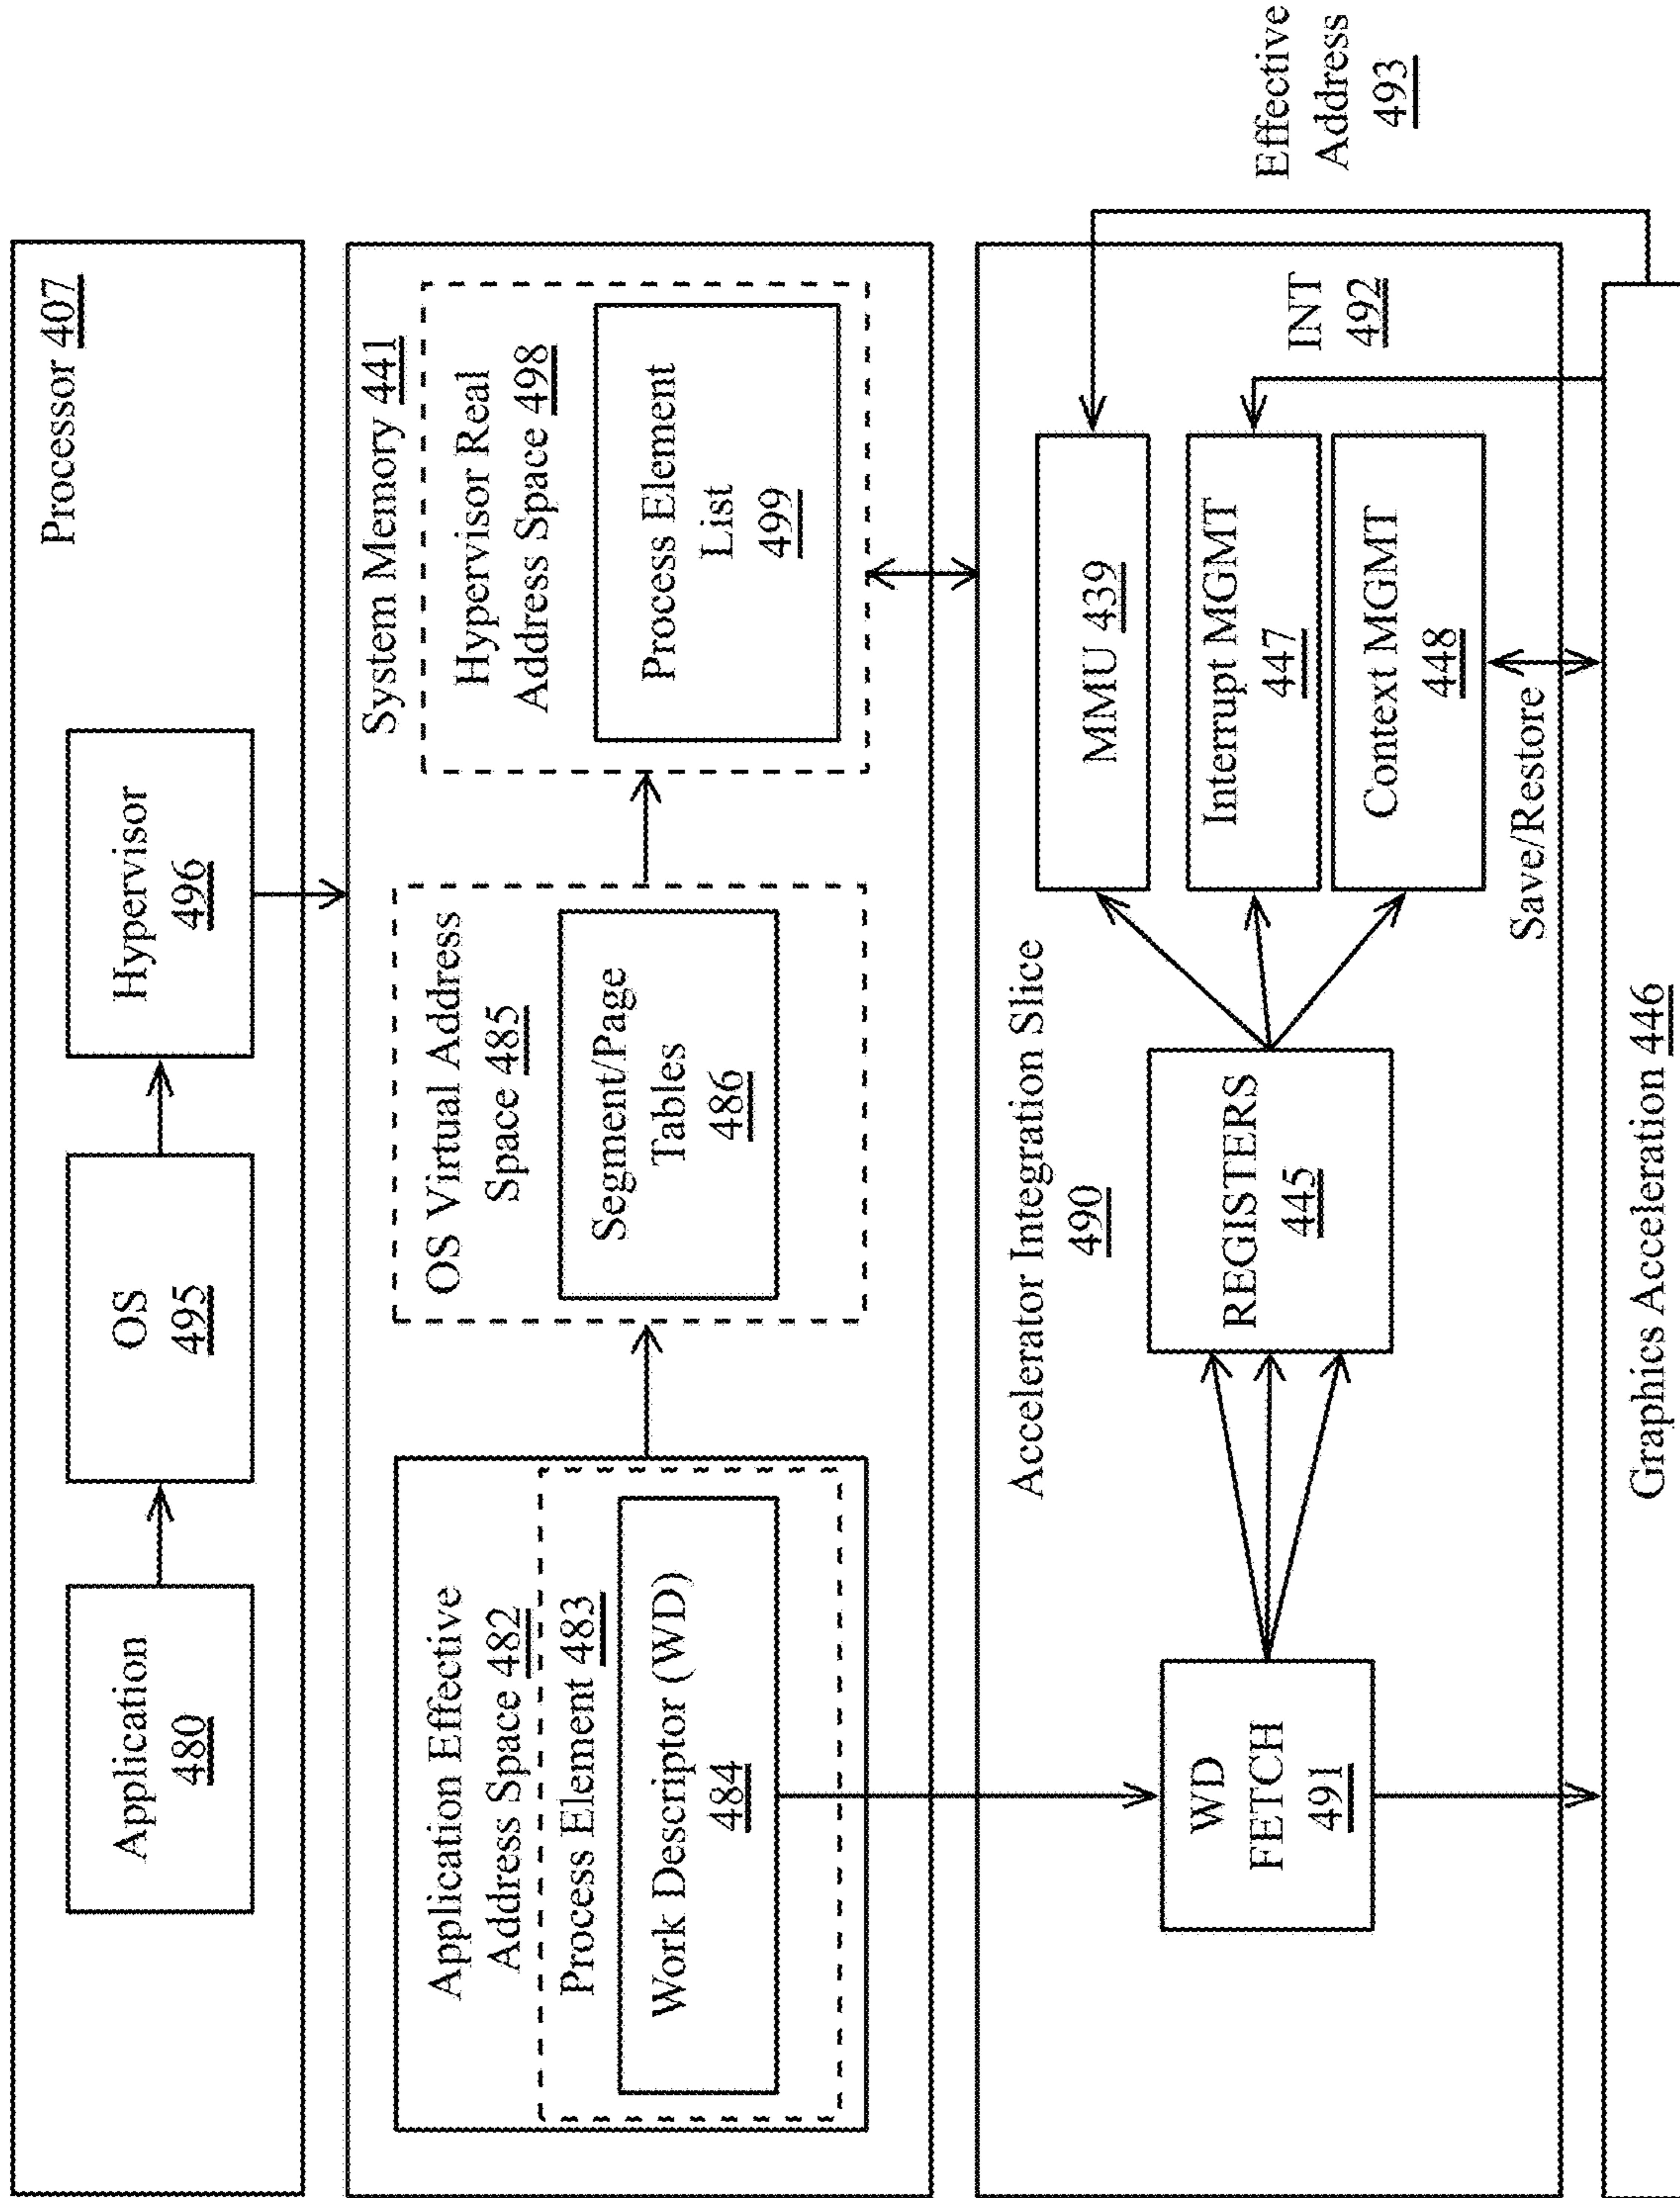 Processor 407
Application
480
OS
495
Hypervisor
496
System Memory 441
Application Effective
Address Space 482
Process Element 483
Work Descriptor (WD)
484
OS Virtual Address
Space 485
Segment/Page
Tables
486
Hypervisor Real
Address Space 498
Process Element
List
499
Accelerator Integration Slice
490
WD
FETCH
491
REGISTERS
445
MMU 439
Interrupt MGMT
447
Context MGMT
448
INT
492
Effective
Address
493
Save/Restore
Graphics Acceleration 446